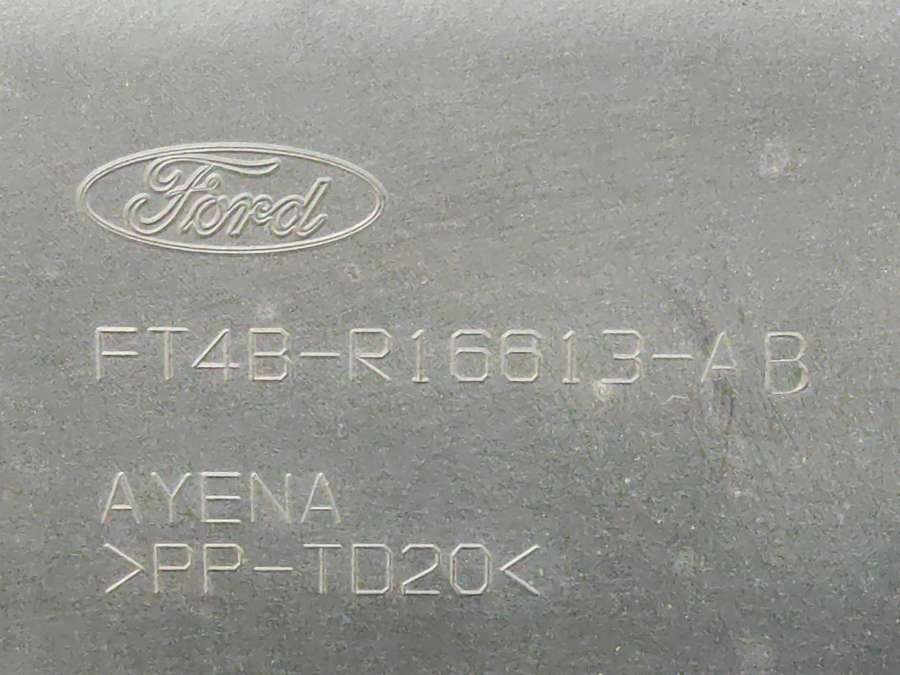 Ford
FT4B-R16613-AB
AYENA
>PP-TD20<